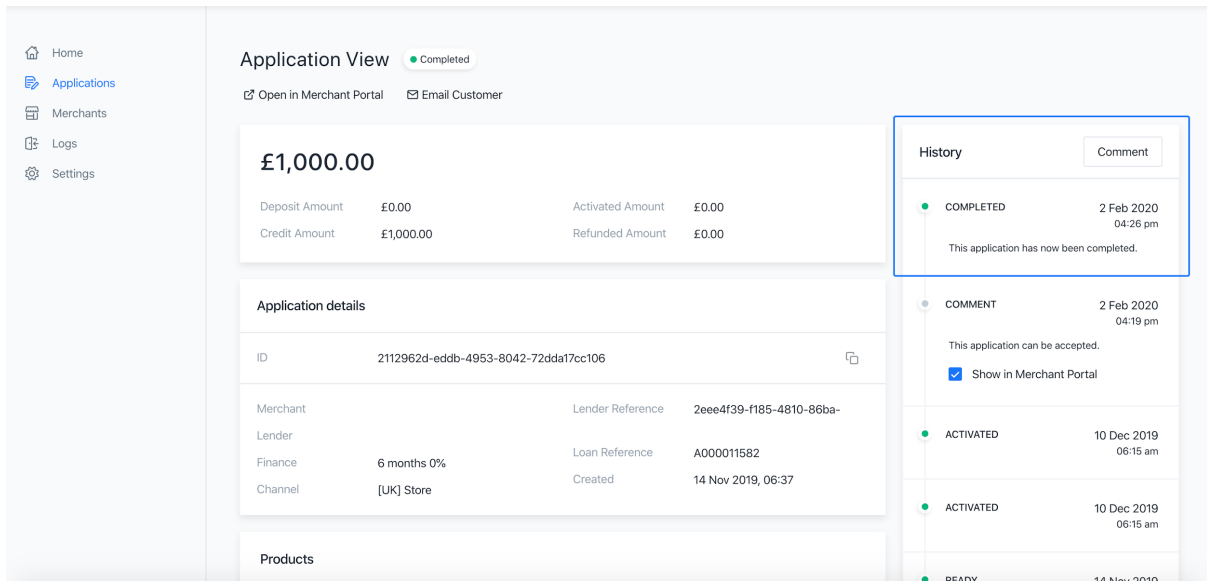 Home
Applications
Merchants
Logs
Settings
Application View
Completed
Open in Merchant Portal
Email Customer
£1,000.00
Deposit Amount £0.00 Activated Amount £0.00
Credit Amount £1,000.00 Refunded Amount £0.00
Application details
ID 2112962d-eddb-4953-8042-72dda17cc106
Merchant
Lender
Finance 6 months 0%
Channel [UK] Store
Lender Reference 2eee4f39-f185-4810-86ba-
Loan Reference A000011582
Created 14 Nov 2019, 06:37
Products
History
Comment
COMPLETED 2 Feb 2020
04:26 pm
This application has now been completed.
COMMENT 2 Feb 2020
04:19 pm
This application can be accepted.
Show in Merchant Portal
ACTIVATED 10 Dec 2019
06:15 am
ACTIVATED 10 Dec 2019
06:15 am
READY 14 Nov 2019